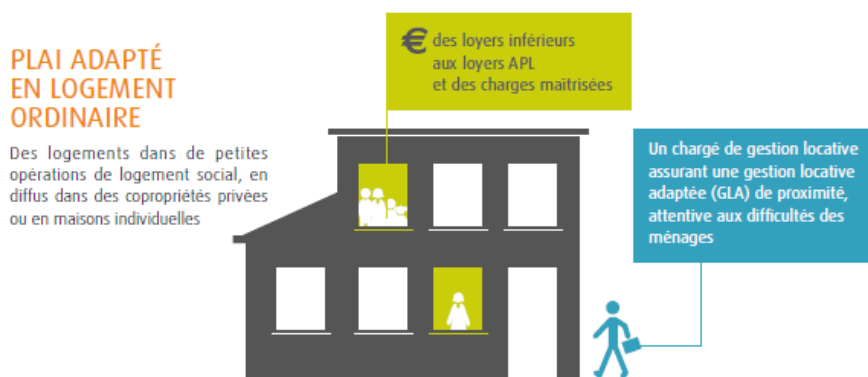 PLAI ADAPTÉ
EN LOGEMENT
ORDINAIRE
Des logements dans de petites
opérations de logement social, en
diffus dans des copropriétés privées
ou en maisons individuelles
€ des loyers inférieurs
aux loyers APL
et des charges maîtrisées
Un chargé de gestion locative
assurant une gestion locative
adaptée (GLA) de proximité,
attentive aux difficultés des
ménages